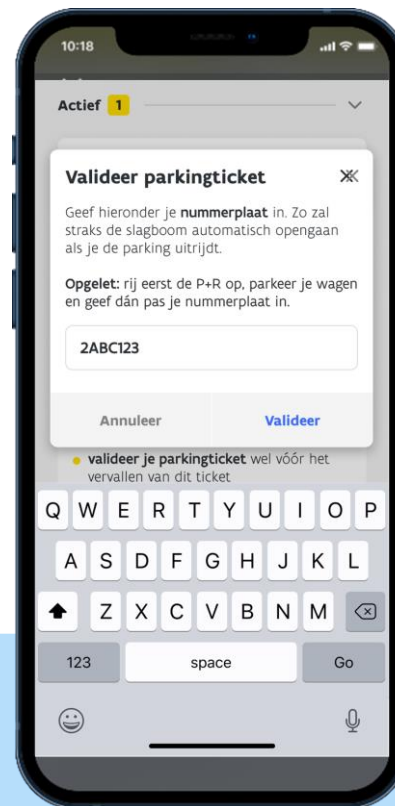 10:18
Actief 1
Valideer parkingticket
Geef hieronder je nummerplaat in. Zo zal
straks de slagboom automatisch opengaan
als je de parking uitrijdt.
Opgelet: rij eerst de P+R op, parkeer je wagen
en geef dán pas je nummerplaat in.
2ABC123
Annuleer Valideer
valideer je parkingticket wel vóór het
vervallen van dit ticket
Q W E R T Y U I O P
A S D F G H J K L
Z X C V B N M
123 space Go